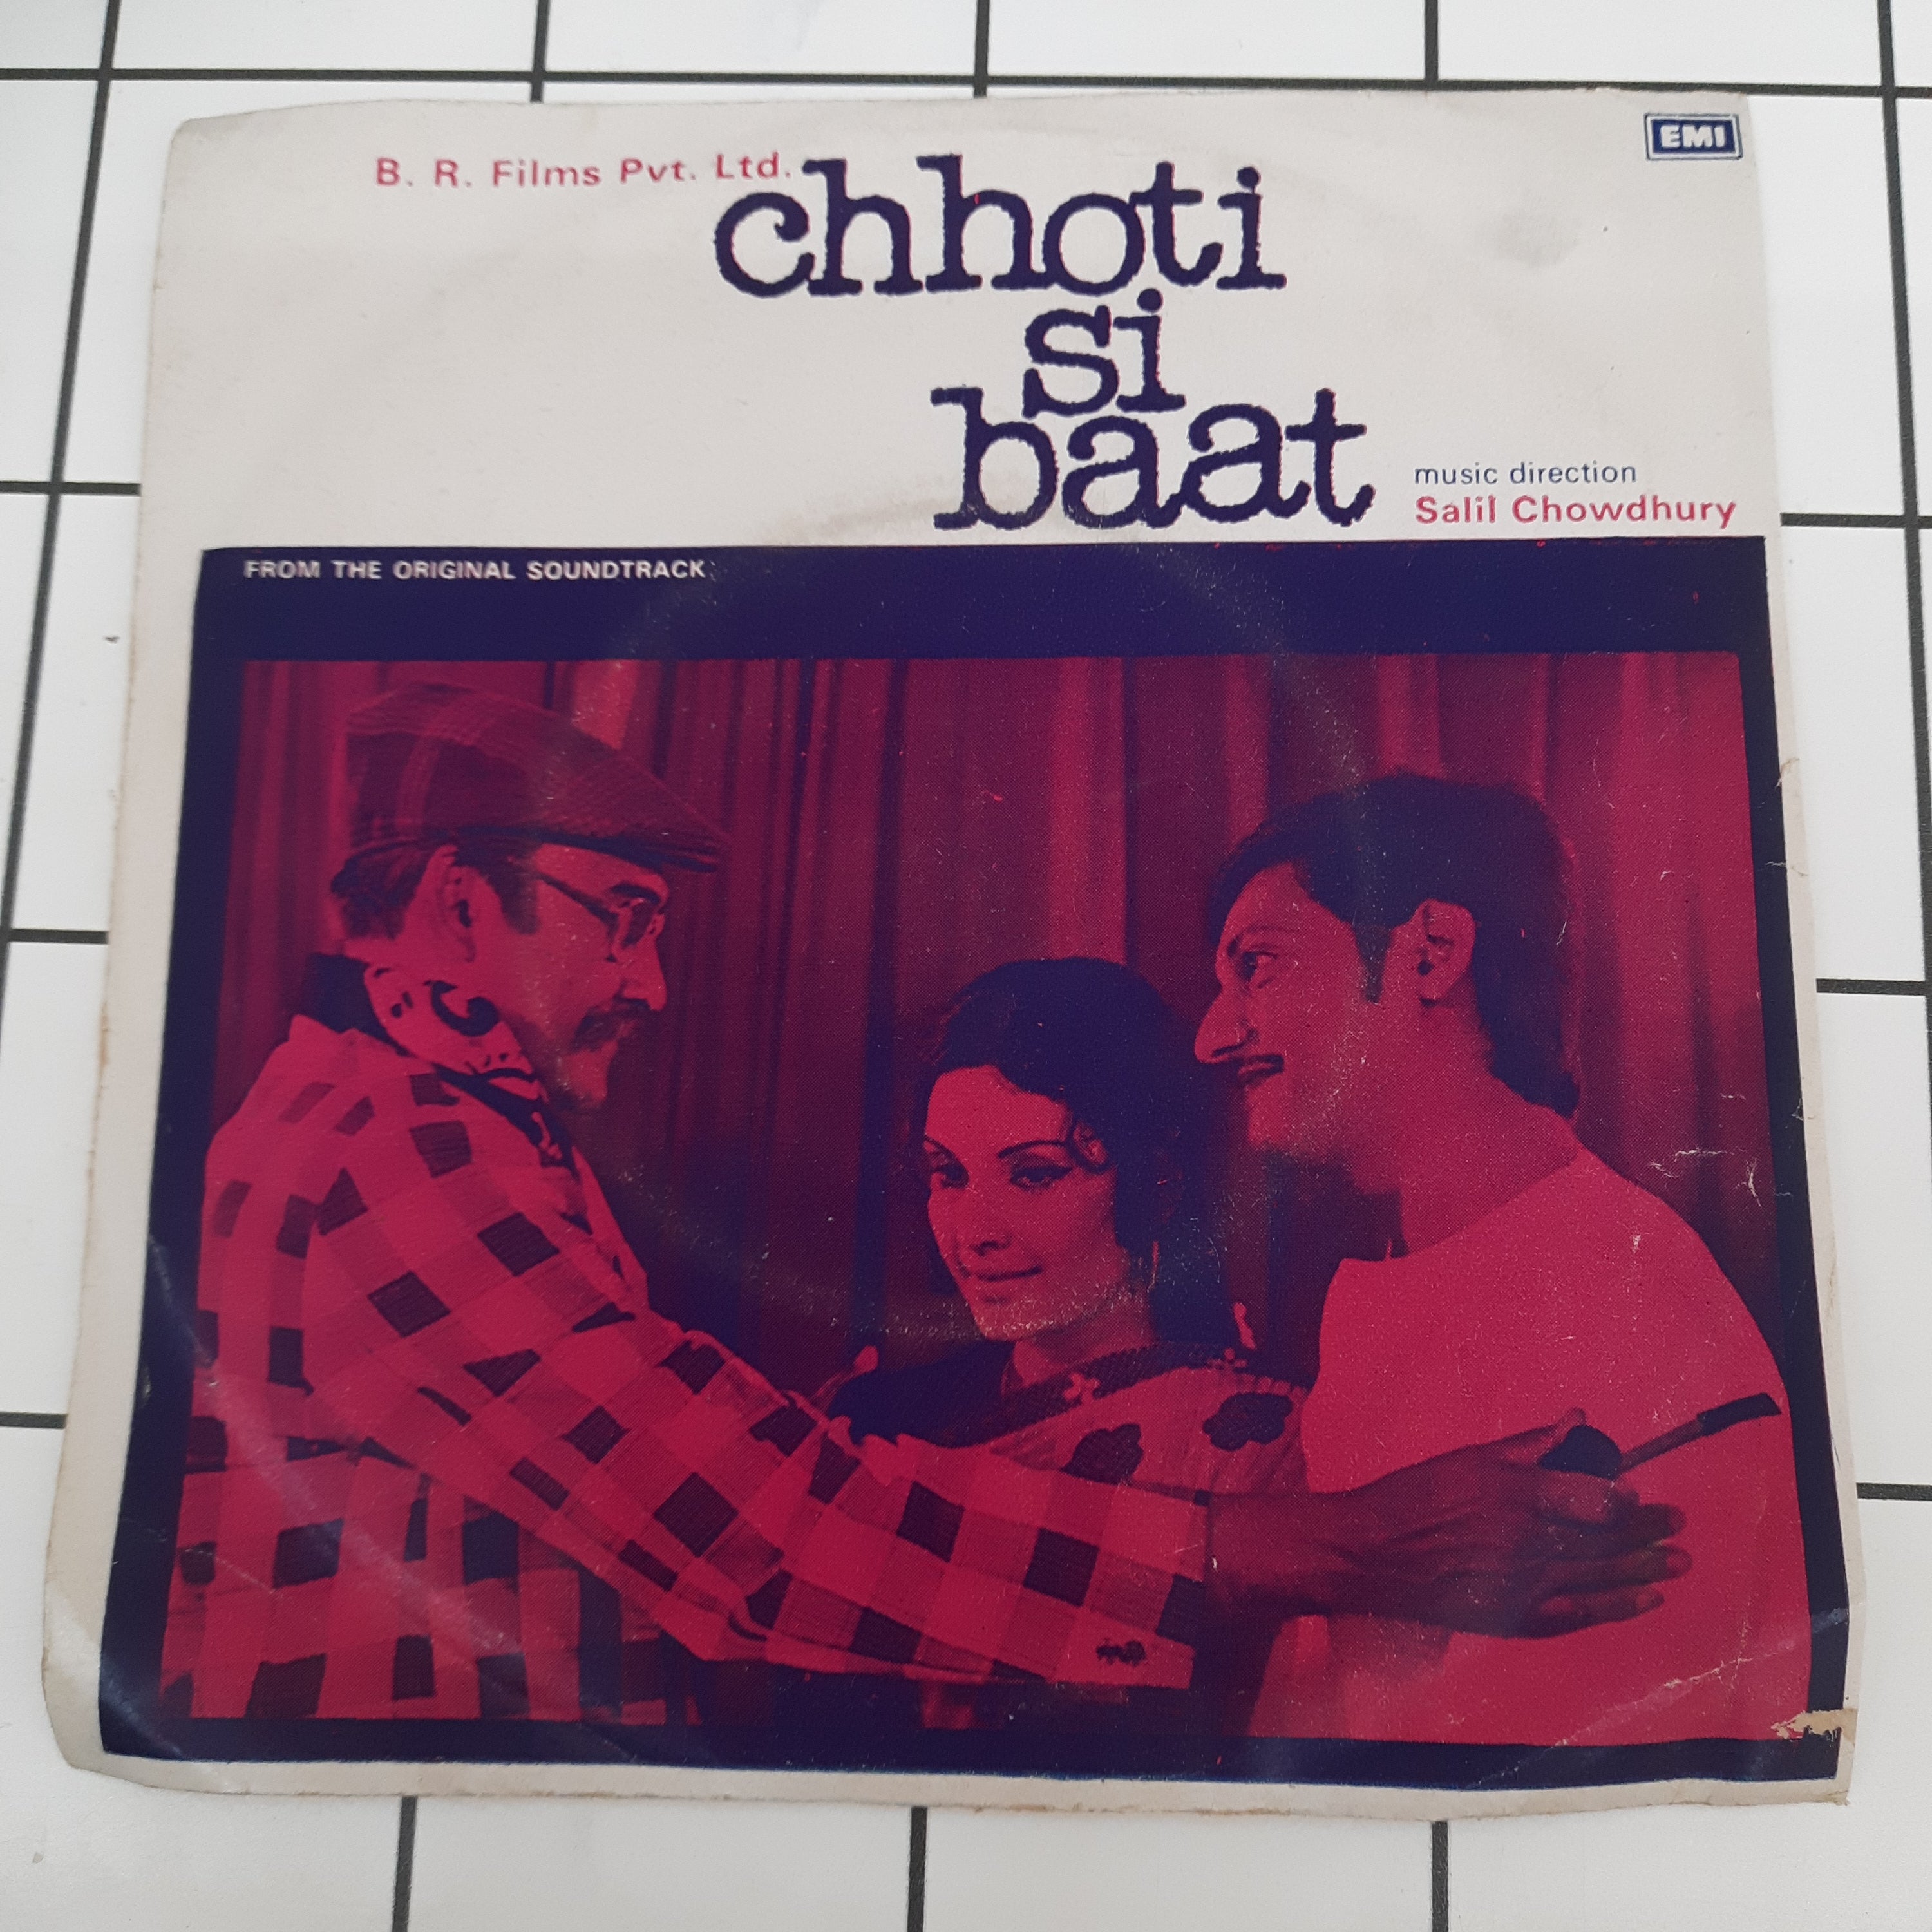 B. R. Films Pvt. Ltd.
EMI
chhoti
si
baat
music direction
Salil Chowdhury
FROM THE ORIGINAL SOUNDTRACK